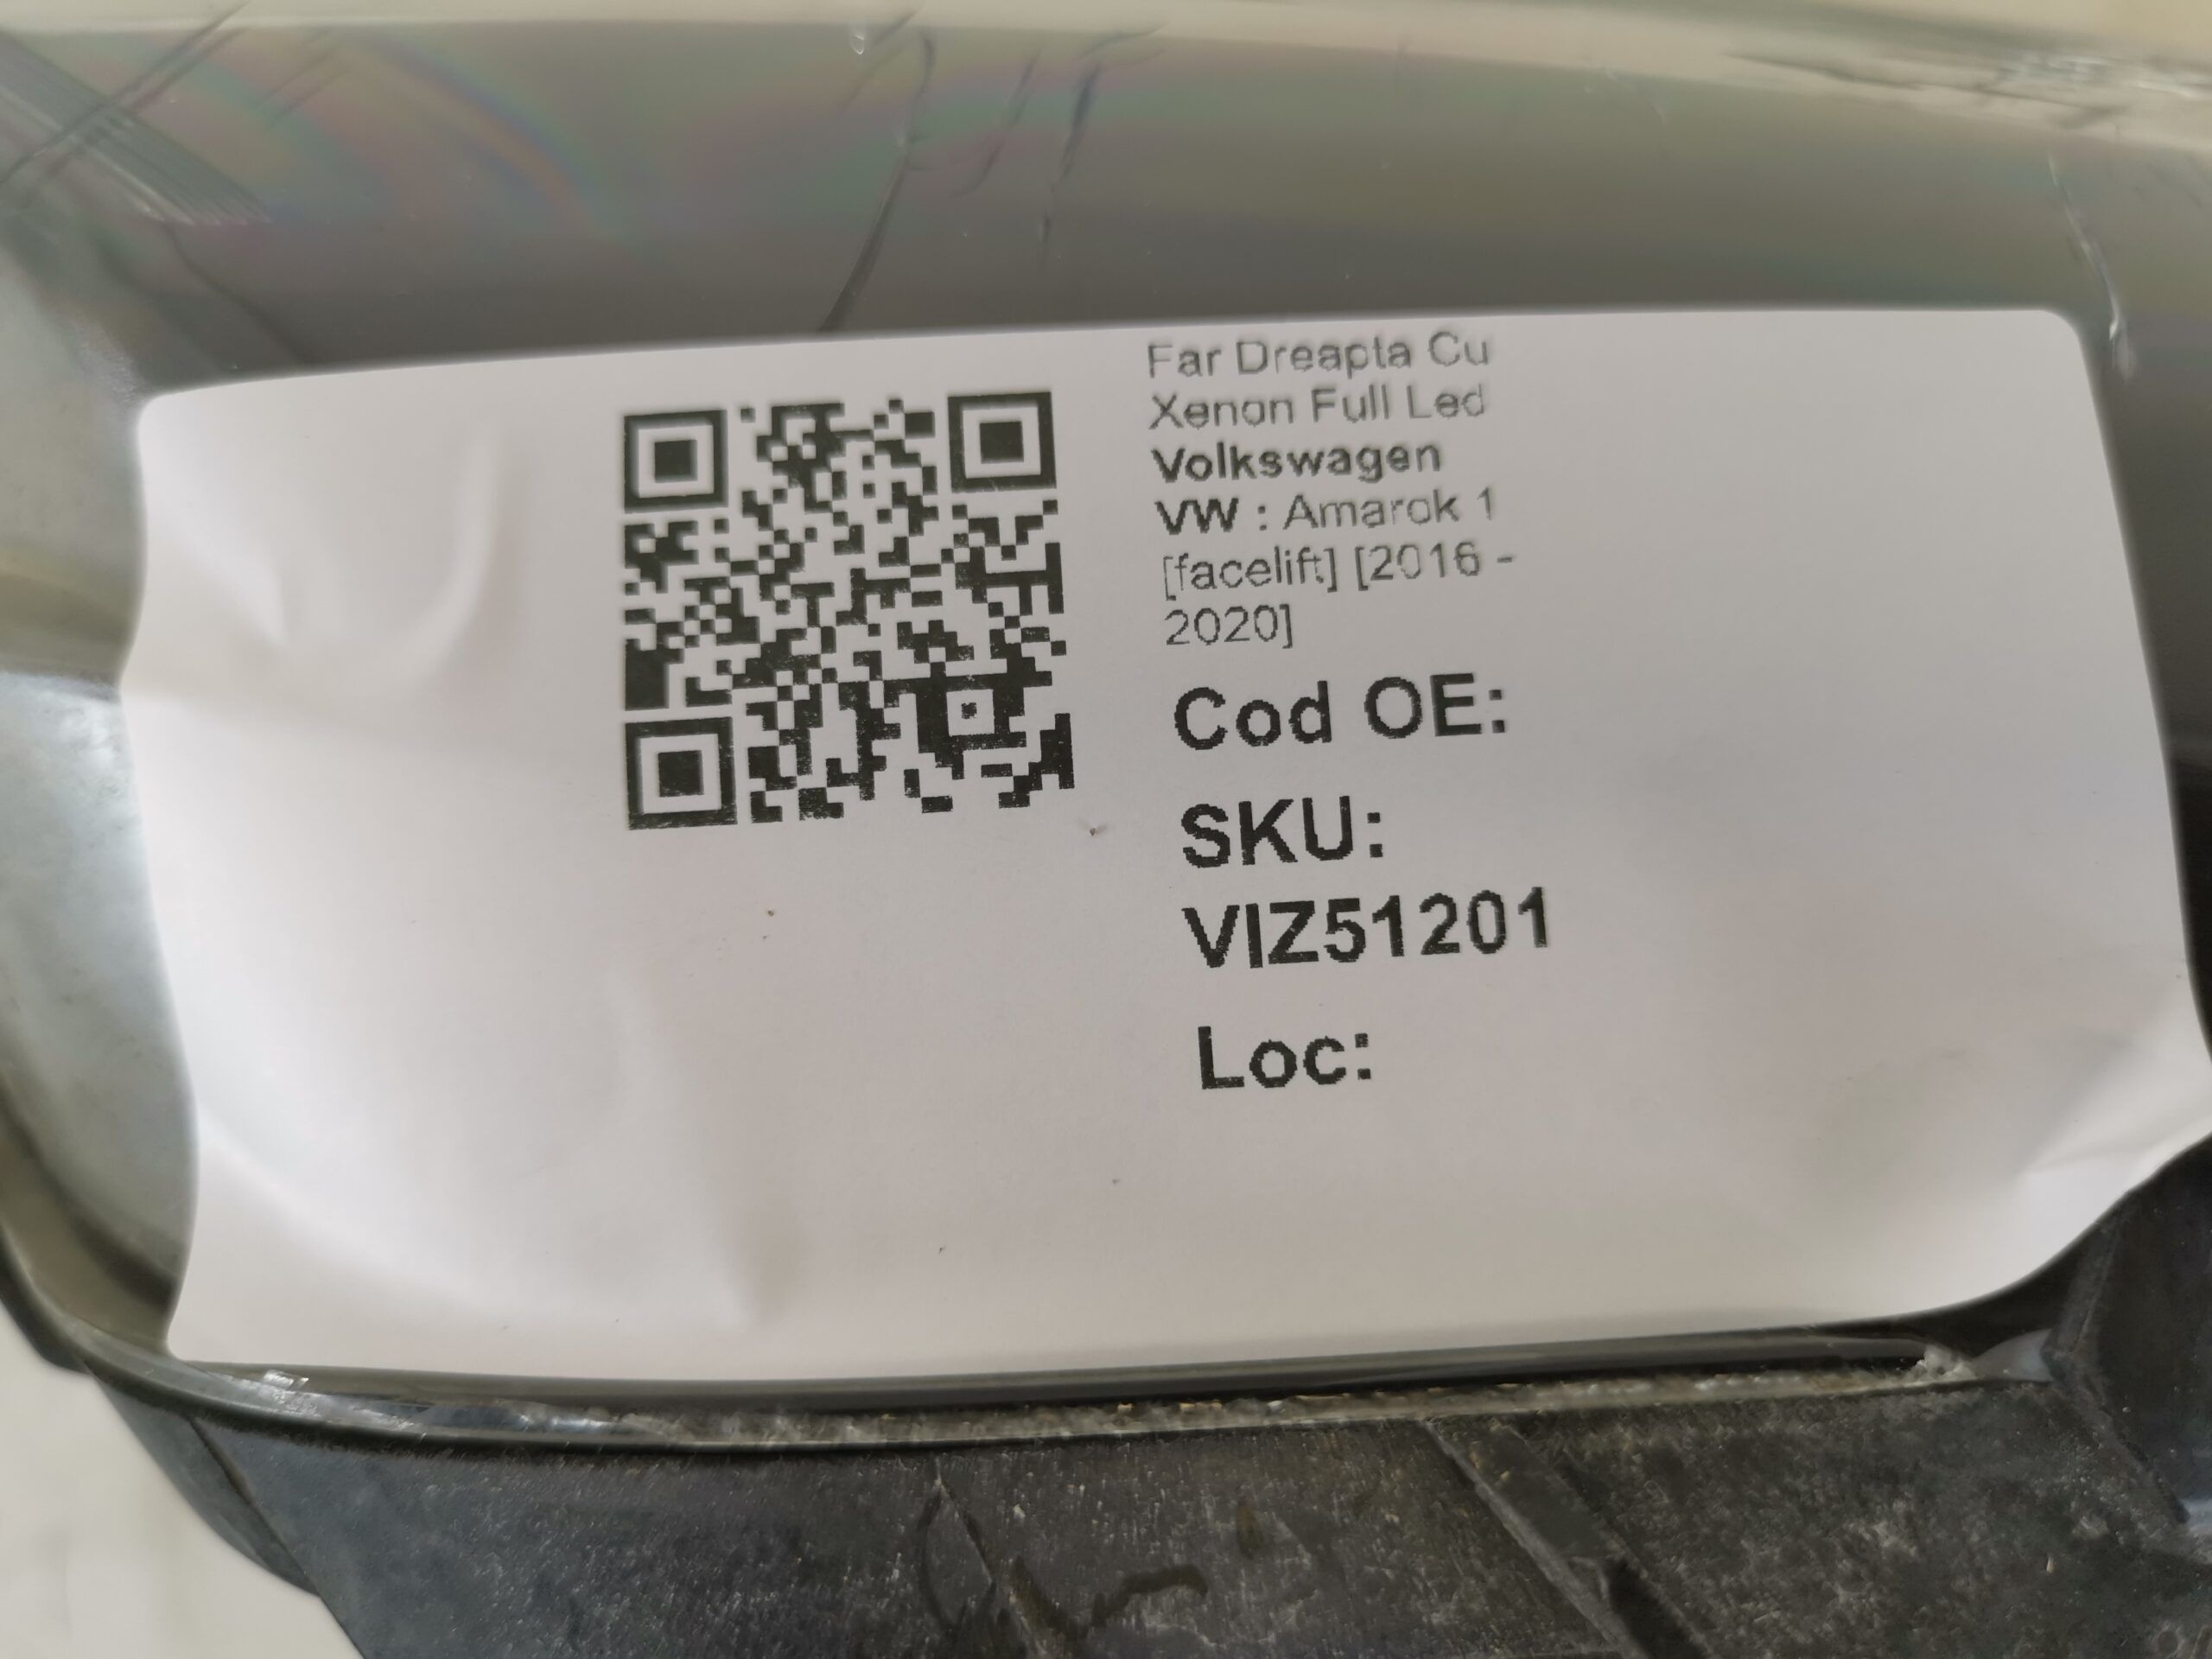 Far Dreapta Cu
Xenon Full Led
Volkswagen
VW : Amarok 1
[facelift] [2016 -
2020]
Cod OE:
SKU:
VIZ51201
Loc: